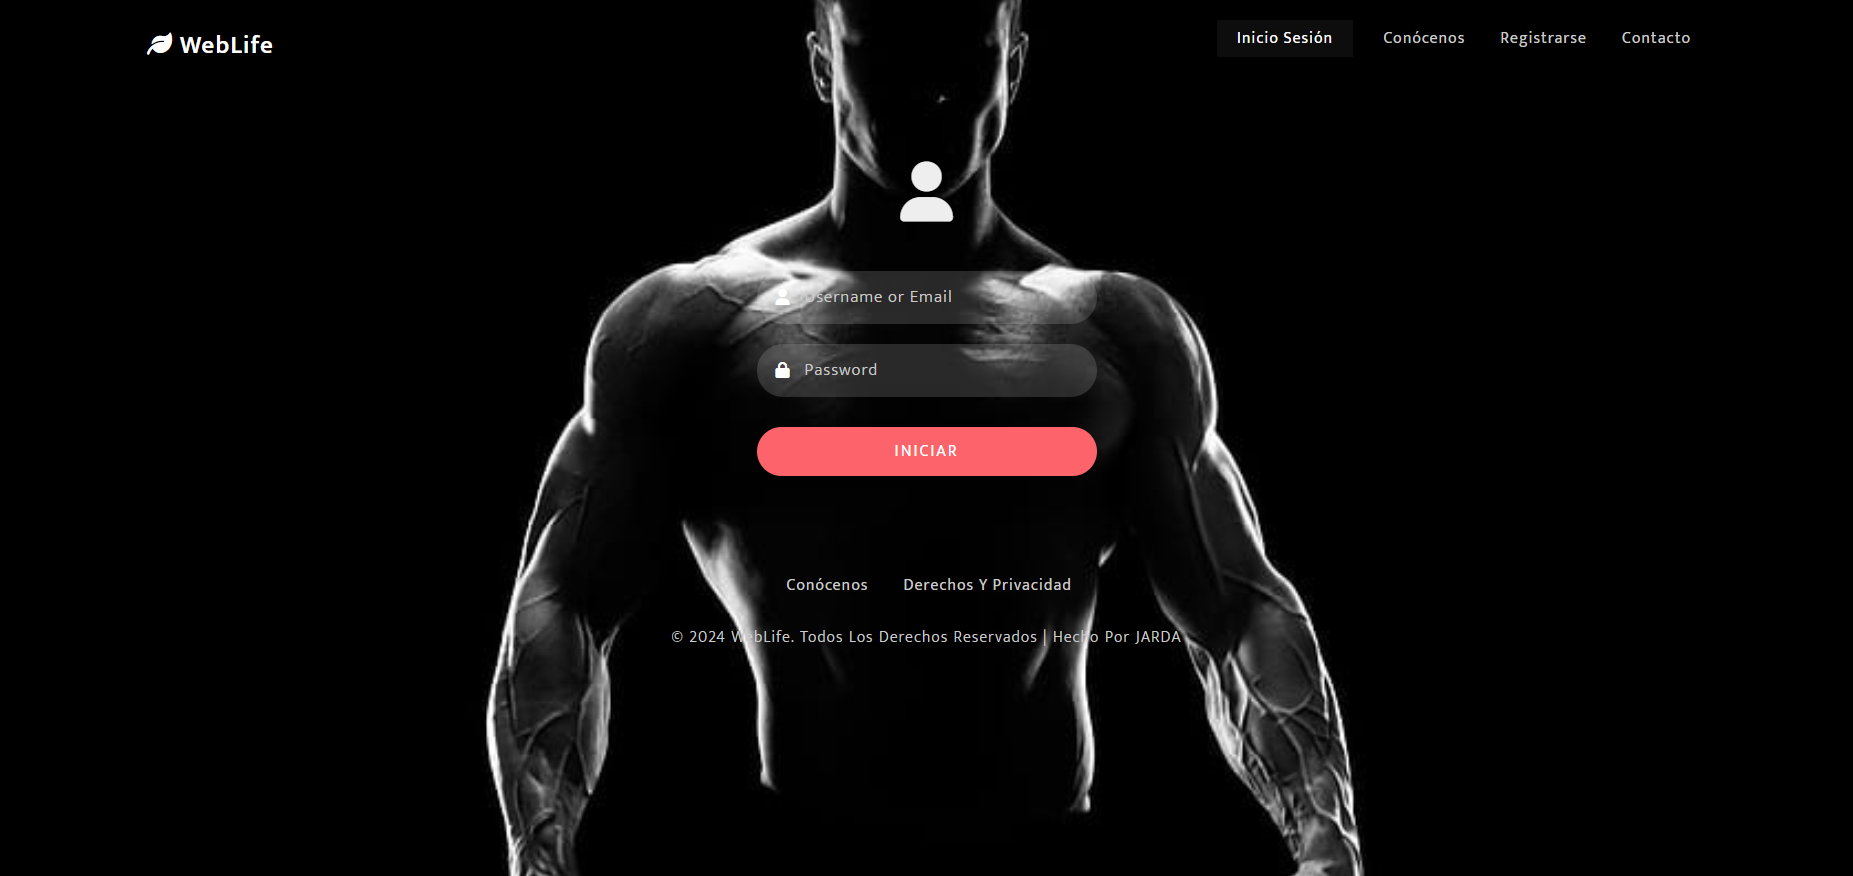 WebLife
Inicio Sesión Conócenos Registrarse Contacto
Username or Email
Password
INICIAR
Conócenos Derechos Y Privacidad
© 2024 WebLife. Todos Los Derechos Reservados | Hecho Por JARDA